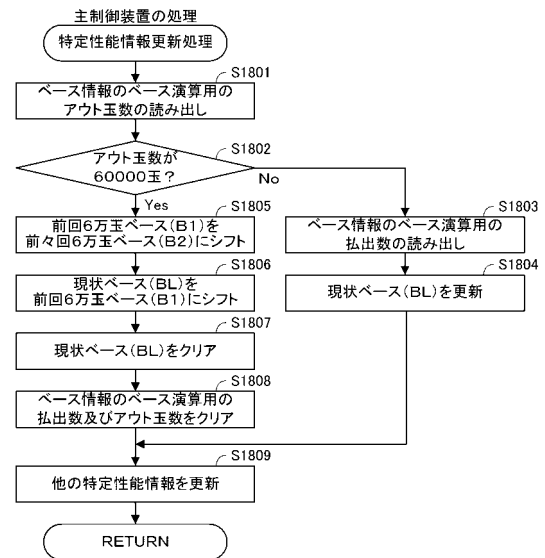 主制御装置の処理
特定性能情報更新処理
S1801
ベース情報のベース演算用の
アウト玉数の読み出し
S1802
アウト玉数が
60000玉?
No
Yes
S1805
前回6万玉ベース(B1)を
前々回6万玉ベース(B2)にシフト
S1803
ベース情報のベース演算用の
払出数の読み出し
S1806
現状ベース(BL)を
前回6万玉ベース(B1)にシフト
S1804
現状ベース(BL)を更新
S1807
現状ベース(BL)をクリア
S1808
ベース情報のベース演算用の
払出数及びアウト玉数をクリア
S1809
他の特定性能情報を更新
RETURN